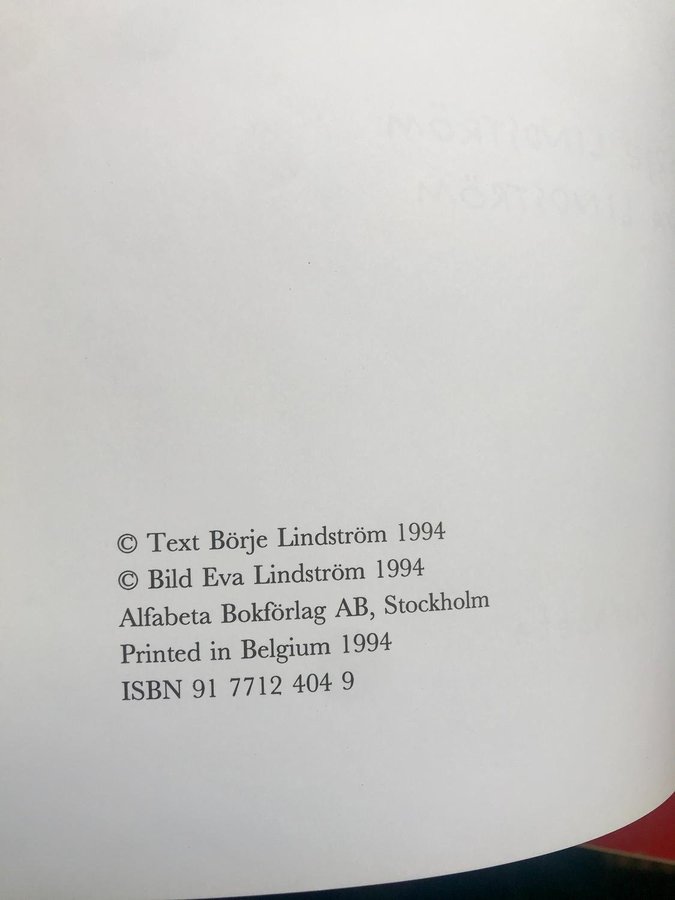 © Text Börje Lindström 1994
© Bild Eva Lindström 1994
Alfabeta Bokförlag AB, Stockholm
Printed in Belgium 1994
ISBN 91 7712 404 9